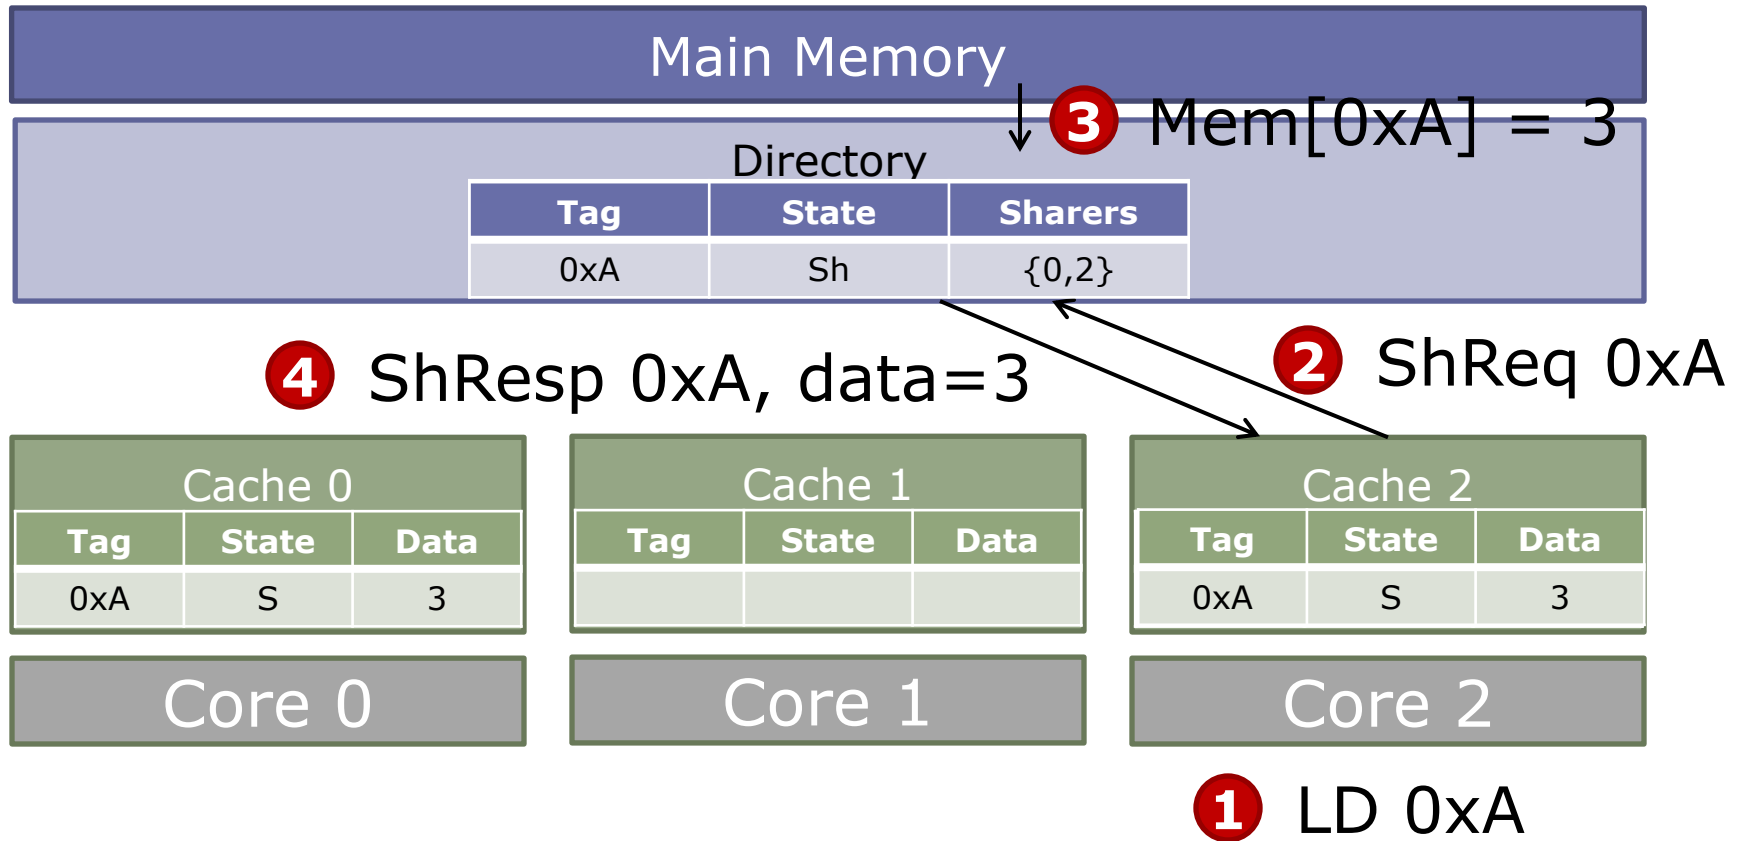 Main Memory
3 Mem[0xA] = 3
Directory
Tag State Sharers
0xA Sh {0,2}
2 ShReq 0xA
4 ShResp 0xA, data=3
Cache 0 Cache 1 Cache 2
Tag State Data Tag State Data Tag State Data
0xA S 3 0xA S 3
Core 0 Core 1 Core 2
1 LD 0xA